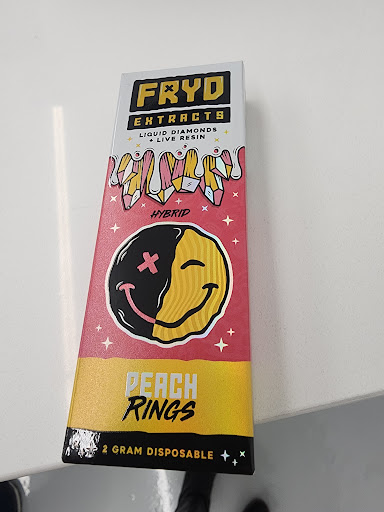 FRYD
EXTRACTS
LIQUID DIAMONDS
+ LIVE RESIN
HYBRID
PEACH
RINGS
2 GRAM DISPOSABLE